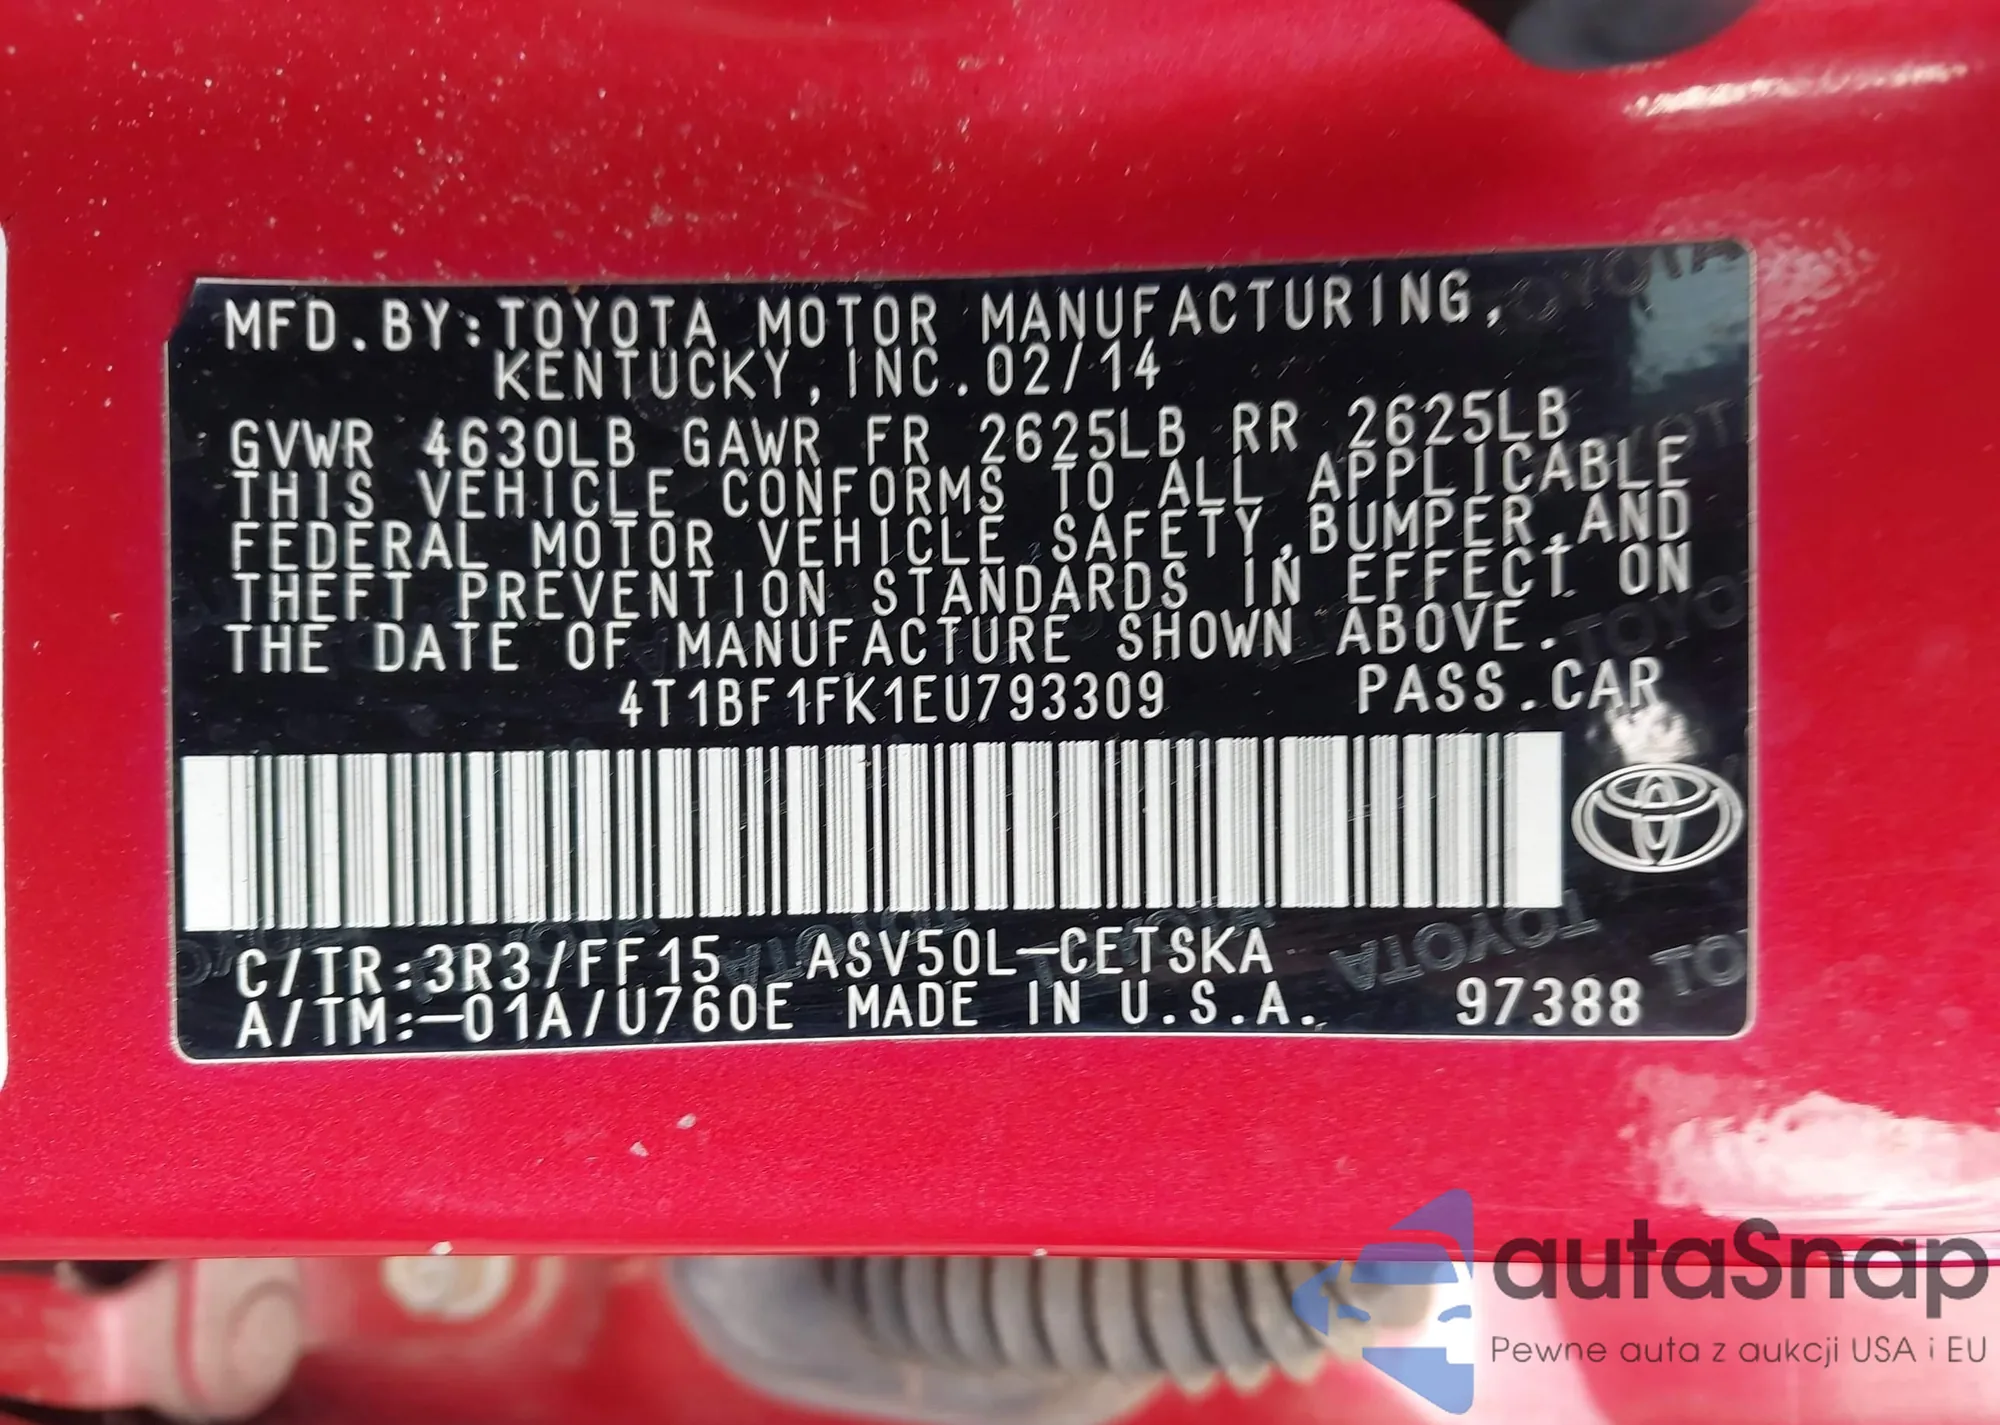 MFD.BY:TOYOTA MOTOR MANUFACTURING,
KENTUCKY,INC.02/14
GVWR 4630LB GAWR FR 2625LB RR 2625LB
THIS VEHICLE CONFORMS TO ALL APPLICABLE
FEDERAL MOTOR VEHICLE SAFETY,BUMPER,AND
THEFT PREVENTION STANDARDS IN EFFECT ON
THE DATE OF MANUFACTURE SHOWN ABOVE.
4T1BF1FK1EU793309 PASS.CAR
C/TR:3R3/FF15 ASV50L-CETSKA
A/TM:-01A/U760E MADE IN U.S.A. 97388
TOYOTA
autaSnap
Pewne auta z aukcji USA i EU